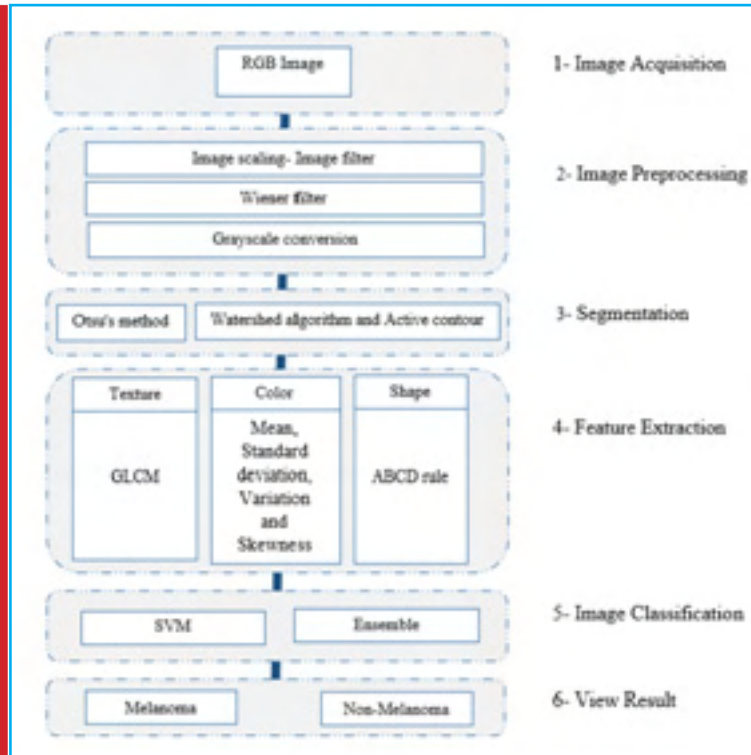 RGB Image
1- Image Acquisition
Image scaling- Image filter
Wiener filter
Grayscale conversion
2- Image Preprocessing
Otsu's method
Watershed algorithm and Active contour
3- Segmentation
Texture
GLCM
Color
Mean,
Standard
deviation,
Variation
and
Skewness
Shape
ABCD rule
4- Feature Extraction
SVM
Ensemble
5- Image Classification
Melanoma
Non-Melanoma
6- View Result